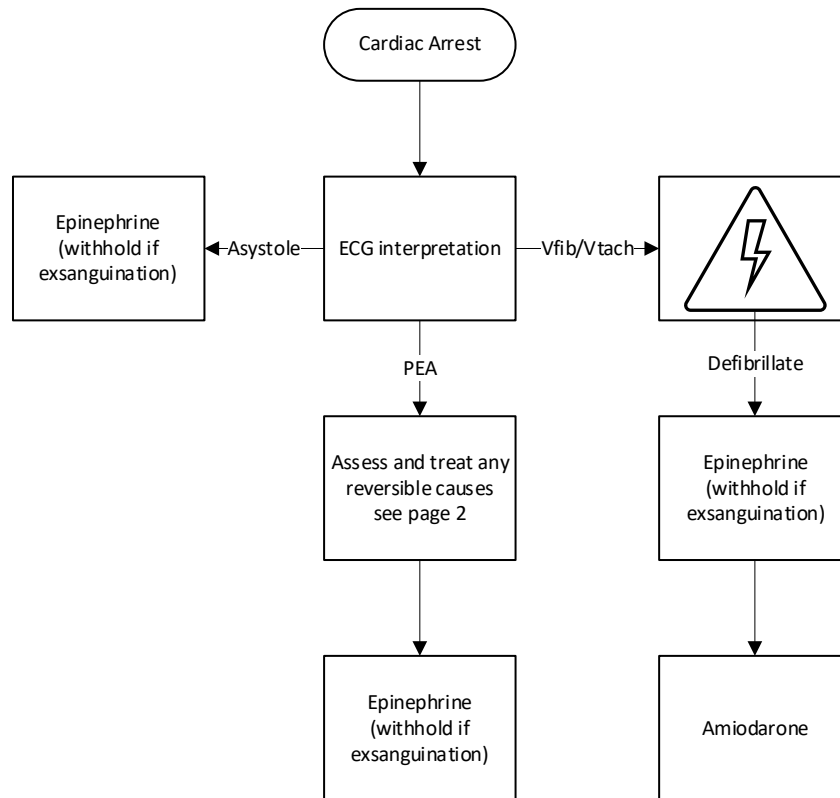 Cardiac Arrest
Epinephrine
(withhold if
exsanguination)
Asystole
ECG interpretation
Vfib/Vtach
PEA
Defibrillate
Assess and treat any
reversible causes
see page 2
Epinephrine
(withhold if
exsanguination)
Epinephrine
(withhold if
exsanguination)
Amiodarone